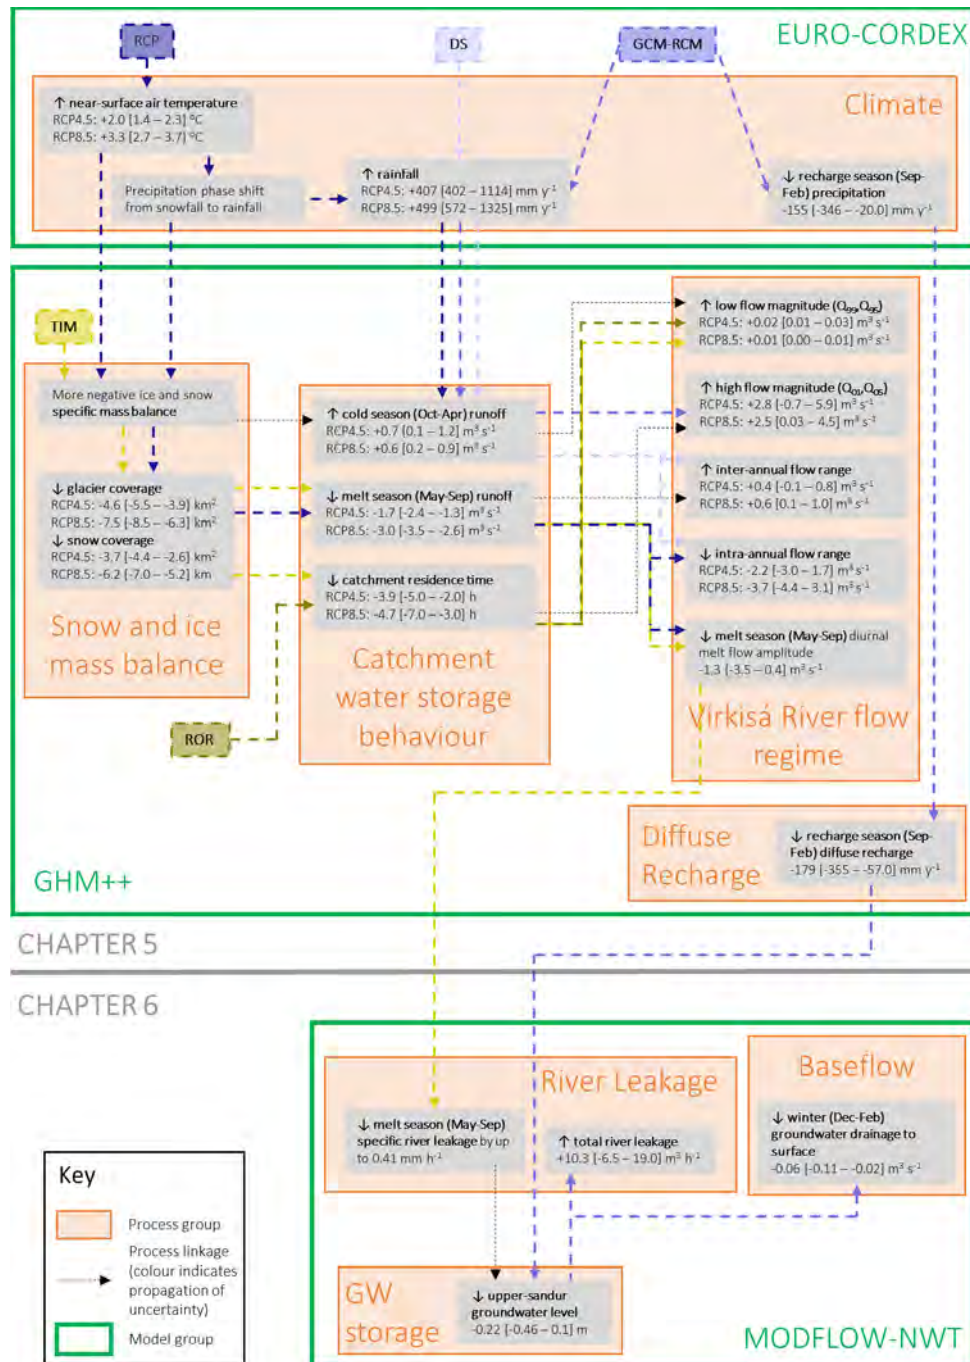 RCP
DS
GCM-RCM
EURO-CORDEX
Climate
↑ near-surface air temperature
RCP4.5: +2.0 [1.4 – 2.3] °C
RCP8.5: +3.3 [2.7 – 3.7] °C
Precipitation phase shift
from snowfall to rainfall
↑ rainfall
RCP4.5: +407 [402 – 1114] mm y⁻¹
RCP8.5: +499 [572 – 1325] mm y⁻¹
↓ recharge season (Sep-
Feb) precipitation
-155 [-346 – -20.0] mm y⁻¹
TIM
More negative ice and snow
specific mass balance
↓ glacier coverage
RCP4.5: -4.6 [-5.5 – -3.9] km²
RCP8.5: -7.5 [-8.5 – -6.3] km²
↓ snow coverage
RCP4.5: -3.7 [-4.4 – -2.6] km²
RCP8.5: -6.2 [-7.0 – -5.2] km
Snow and ice
mass balance
↑ cold season (Oct-Apr) runoff
RCP4.5: +0.7 [0.1 – 1.2] m³ s⁻¹
RCP8.5: +0.6 [0.2 – 0.9] m³ s⁻¹
↓ melt season (May-Sep) runoff
RCP4.5: -1.7 [-2.4 – -1.3] m³ s⁻¹
RCP8.5: -3.0 [-3.5 – -2.6] m³ s⁻¹
↓ catchment residence time
RCP4.5: -3.9 [-5.0 – -2.0] h
RCP8.5: -4.7 [-7.0 – -3.0] h
Catchment
water storage
behaviour
ROR
↑ low flow magnitude (Q₉₉,Q₉₅)
RCP4.5: +0.02 [0.01 – 0.03] m³ s⁻¹
RCP8.5: +0.01 [0.00 – 0.01] m³ s⁻¹
↑ high flow magnitude (Q₀₁,Q₀₅)
RCP4.5: +2.8 [-0.7 – 5.9] m³ s⁻¹
RCP8.5: +2.5 [0.03 – 4.5] m³ s⁻¹
↑ inter-annual flow range
RCP4.5: +0.4 [-0.1 – 0.8] m³ s⁻¹
RCP8.5: +0.6 [0.1 – 1.0] m³ s⁻¹
↓ intra-annual flow range
RCP4.5: -2.2 [-3.0 – 1.7] m³ s⁻¹
RCP8.5: -3.7 [-4.4 – 3.1] m³ s⁻¹
↓ melt season (May-Sep) diurnal
melt flow amplitude
-1.3 [-3.5 – 0.4] m³ s⁻¹
Virkisá River flow
regime
Diffuse
Recharge
↓ recharge season (Sep-
Feb) diffuse recharge
-179 [-355 – -57.0] mm y⁻¹
GHM++
CHAPTER 5
CHAPTER 6
River Leakage
↓ melt season (May-Sep)
specific river leakage by up
to 0.41 mm h⁻¹
↑ total river leakage
+10.3 [-6.5 – 19.0] m³ h⁻¹
Baseflow
↓ winter (Dec-Feb)
groundwater drainage to
surface
-0.06 [-0.11 – -0.02] m³ s⁻¹
GW
storage
↓ upper-sandur
groundwater level
-0.22 [-0.46 – 0.1] m
MODFLOW-NWT
Key
Process group
Process linkage
(colour indicates
propagation of
uncertainty)
Model group